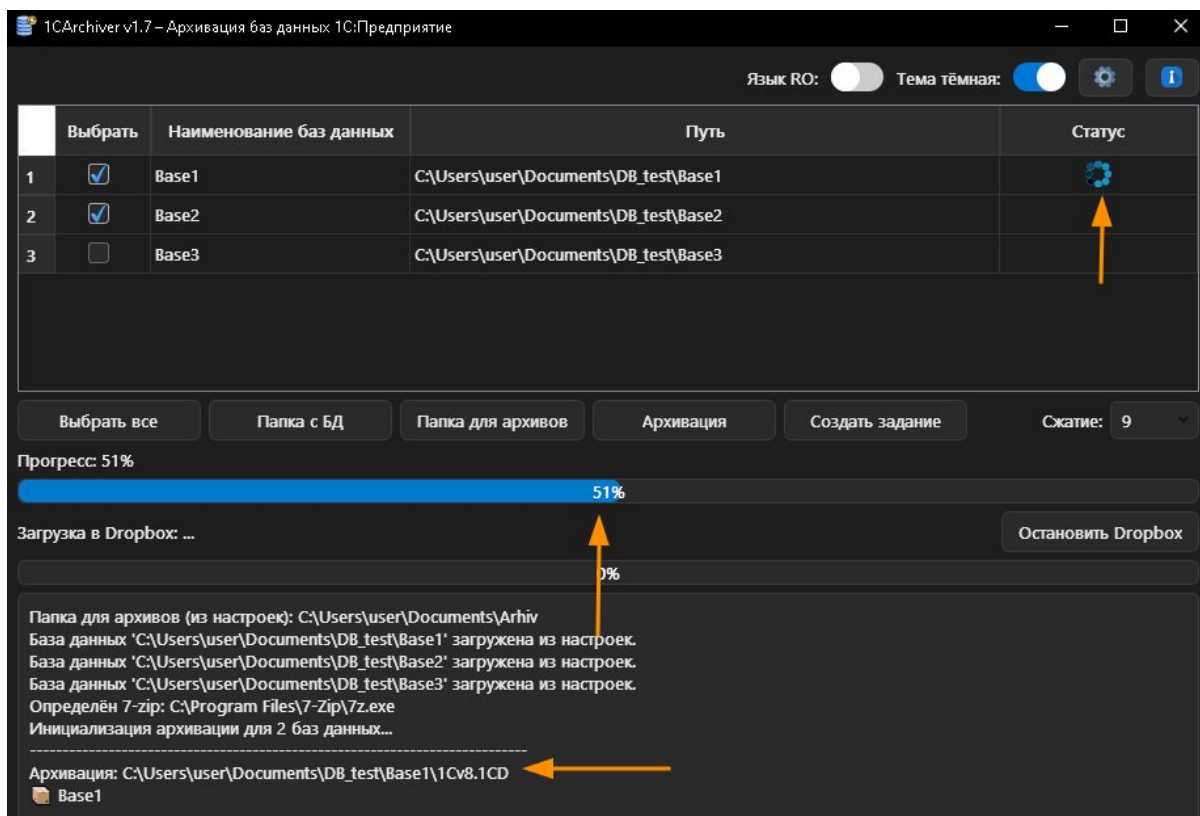 1CArchiver v1.7 – Архивация баз данных 1С:Предприятие
Язык RO: Тема тёмная:
Выбрать Наименование баз данных Путь Статус
1 Base1 C:\Users\user\Documents\DB_test\Base1
2 Base2 C:\Users\user\Documents\DB_test\Base2
3 Base3 C:\Users\user\Documents\DB_test\Base3
Выбрать все Папка с БД Папка для архивов Архивация Создать задание Сжатие: 9
Прогресс: 51%
51%
Загрузка в Dropbox: ... Остановить Dropbox
0%
Папка для архивов (из настроек): C:\Users\user\Documents\Arhiv
База данных 'C:\Users\user\Documents\DB_test\Base1' загружена из настроек.
База данных 'C:\Users\user\Documents\DB_test\Base2' загружена из настроек.
База данных 'C:\Users\user\Documents\DB_test\Base3' загружена из настроек.
Определён 7-zip: C:\Program Files\7-Zip\7z.exe
Инициализация архивации для 2 баз данных...
--------------------------------------------------------------------------------
Архивация: C:\Users\user\Documents\DB_test\Base1\1Cv8.1CD
Base1